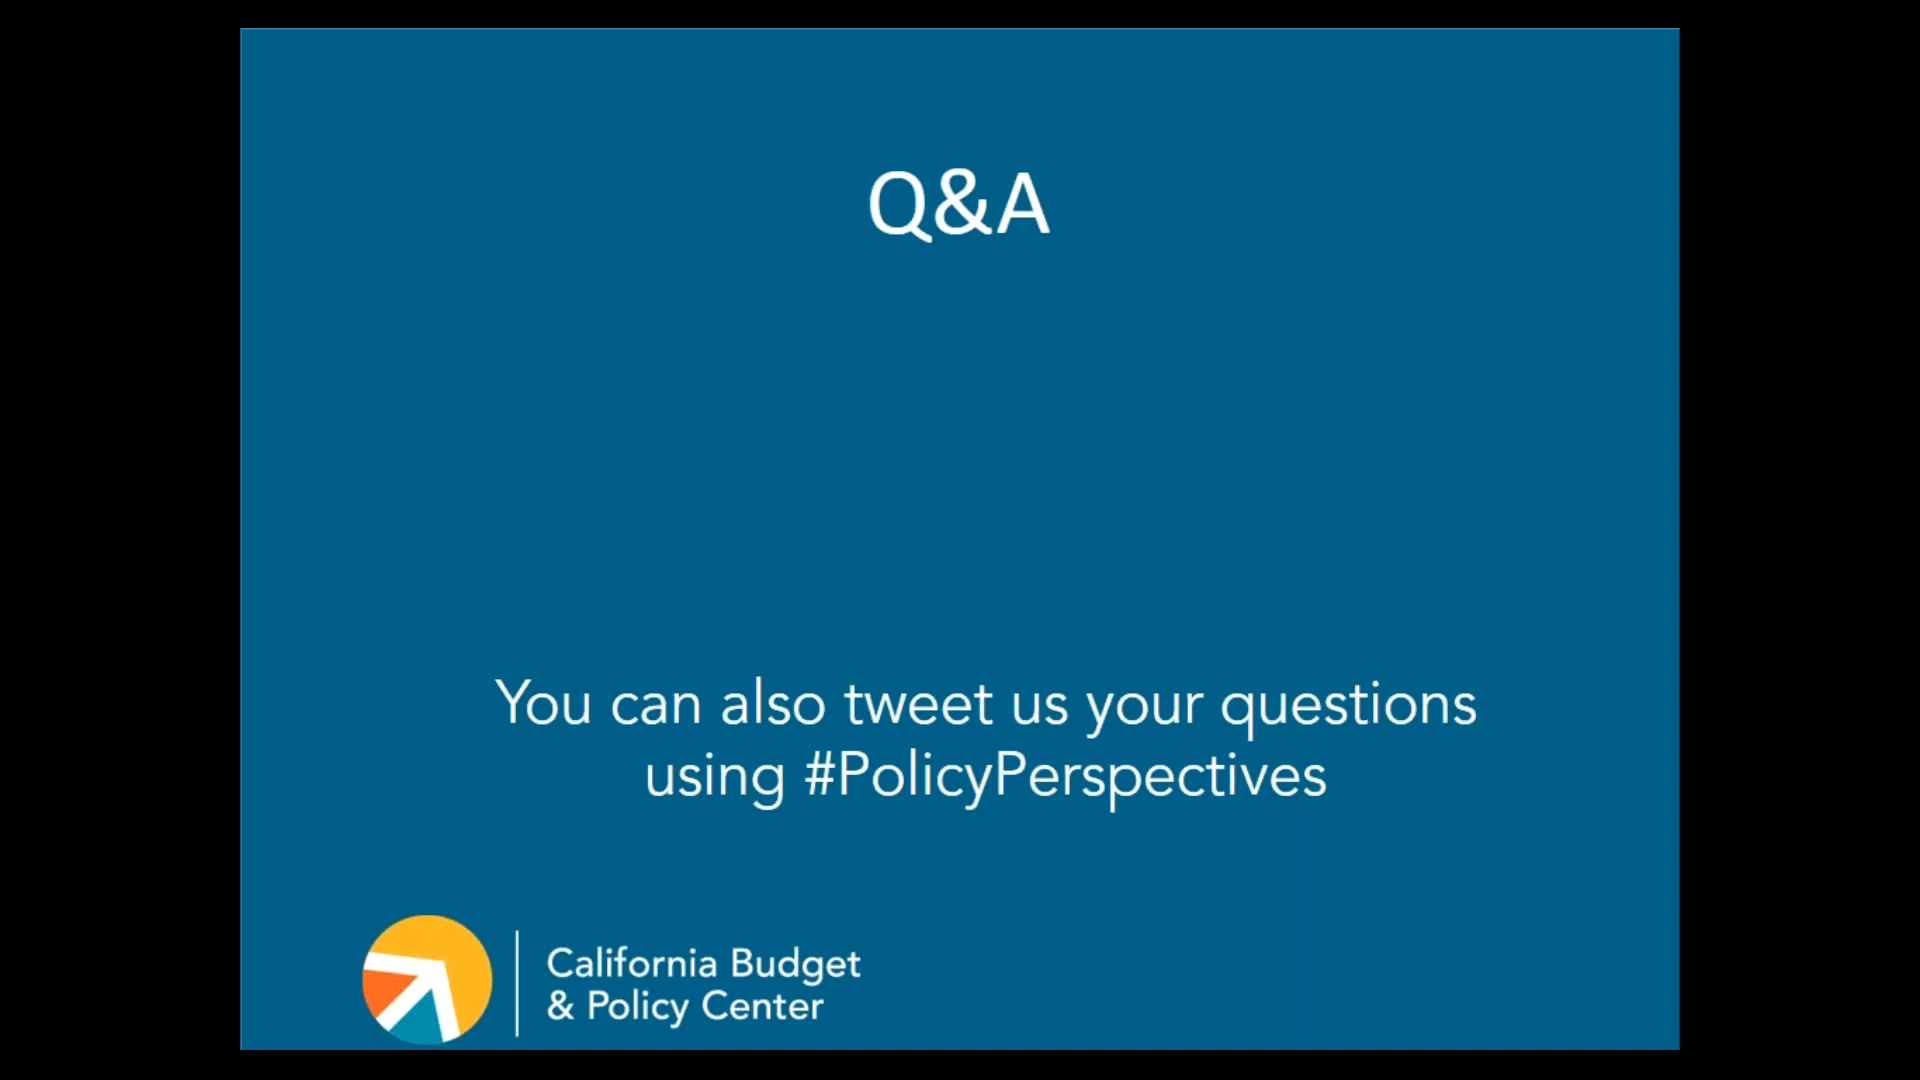 Q&A
You can also tweet us your questions
using #PolicyPerspectives
California Budget
& Policy Center